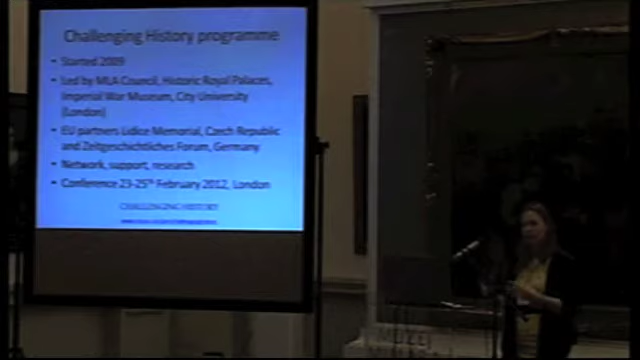 Challenging History programme
• Started 2009
• Led by MLA Council, Historic Royal Palaces,
Imperial War Museum, City University
(London)
• EU partners Lidice Memorial, Czech Republic
and Zeitgeschichtliches Forum, Germany
• Network, support, research
• Conference 23-25th February 2012, London
CHALLENGING HISTORY